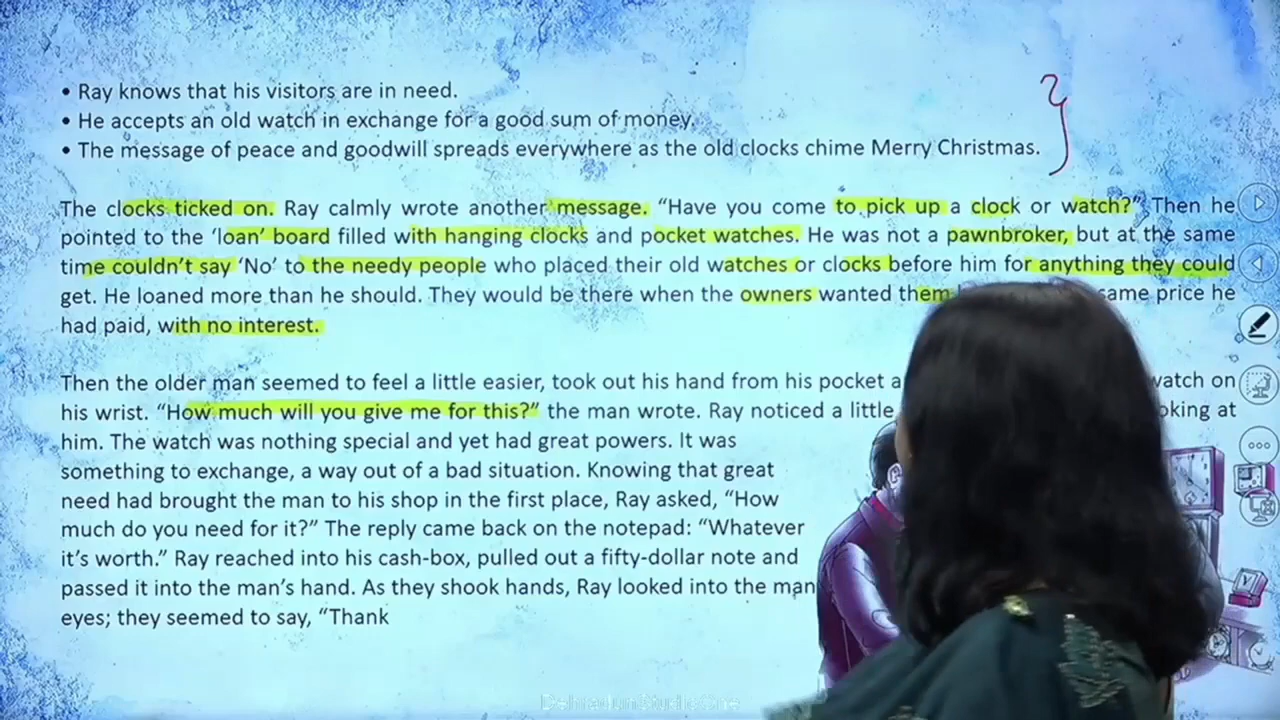 • Ray knows that his visitors are in need.
• He accepts an old watch in exchange for a good sum of money.
• The message of peace and goodwill spreads everywhere as the old clocks chime Merry Christmas.
The clocks ticked on. Ray calmly wrote another message. “Have you come to pick up a clock or watch?” Then he
pointed to the ‘loan’ board filled with hanging clocks and pocket watches. He was not a pawnbroker, but at the same
time couldn’t say ‘No’ to the needy people who placed their old watches or clocks before him for anything they could
get. He loaned more than he should. They would be there when the owners wanted them same price he
had paid, with no interest.
Then the older man seemed to feel a little easier, took out his hand from his pocket a watch on
his wrist. “How much will you give me for this?” the man wrote. Ray noticed a little
him. The watch was nothing special and yet had great powers. It was
something to exchange, a way out of a bad situation. Knowing that great
need had brought the man to his shop in the first place, Ray asked, “How
much do you need for it?” The reply came back on the notepad: “Whatever
it’s worth.” Ray reached into his cash-box, pulled out a fifty-dollar note and
passed it into the man’s hand. As they shook hands, Ray looked into the man
eyes; they seemed to say, “Thank